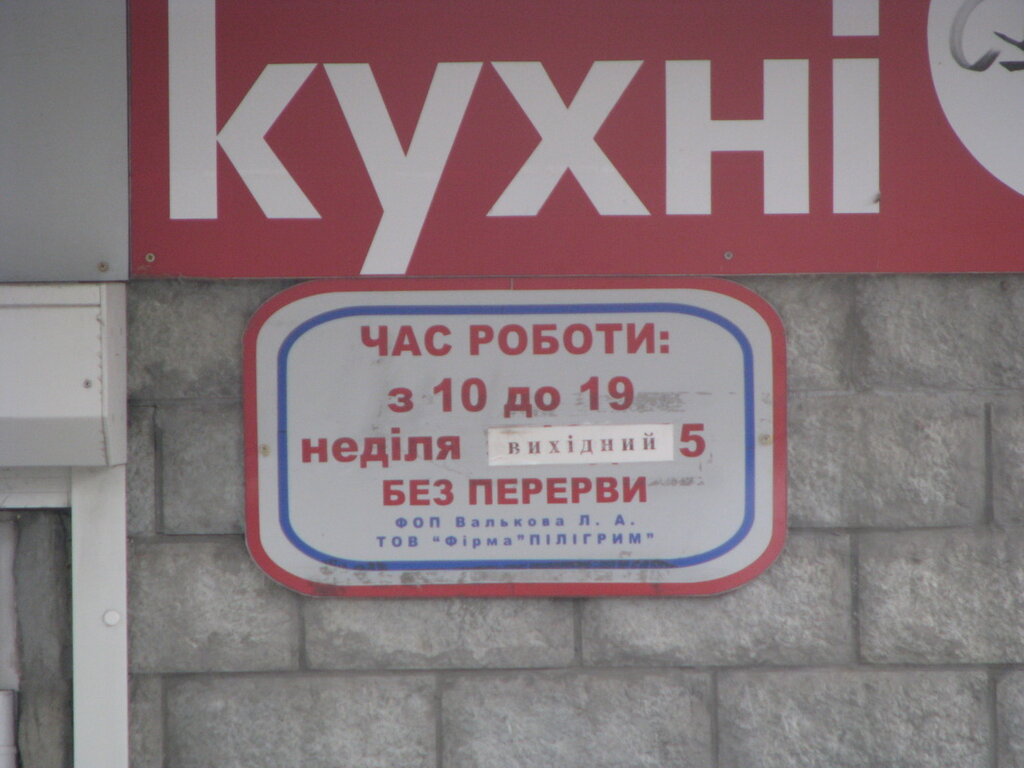 кухні
ЧАС РОБОТИ:
з 10 до 19
неділя вихідний 5
БЕЗ ПЕРЕРВИ
ФОП Валькова Л. А.
ТОВ "Фірма"ПІЛІГРИМ"